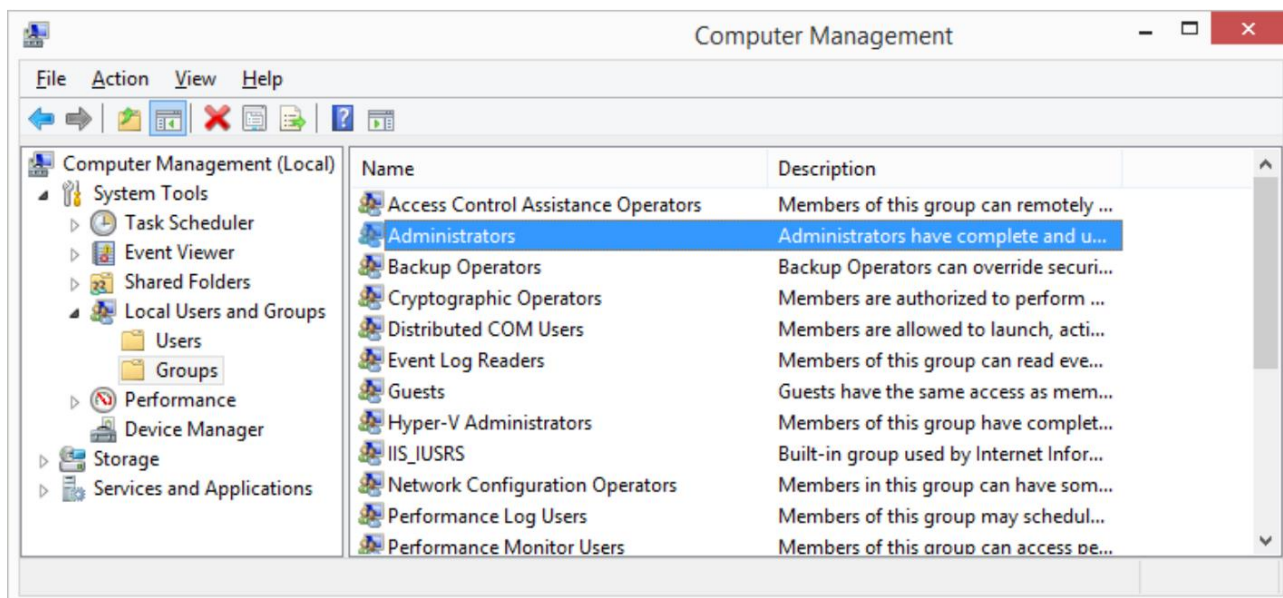 Computer Management
File Action View Help
Computer Management (Local)
System Tools
Task Scheduler
Event Viewer
Shared Folders
Local Users and Groups
Users
Groups
Performance
Device Manager
Storage
Services and Applications
Name Description
Access Control Assistance Operators Members of this group can remotely ...
Administrators Administrators have complete and u...
Backup Operators Backup Operators can override securi...
Cryptographic Operators Members are authorized to perform ...
Distributed COM Users Members are allowed to launch, acti...
Event Log Readers Members of this group can read eve...
Guests Guests have the same access as mem...
Hyper-V Administrators Members of this group have complet...
IIS_IUSRS Built-in group used by Internet Infor...
Network Configuration Operators Members in this group can have som...
Performance Log Users Members of this group may schedul...
Performance Monitor Users Members of this group can access pe...